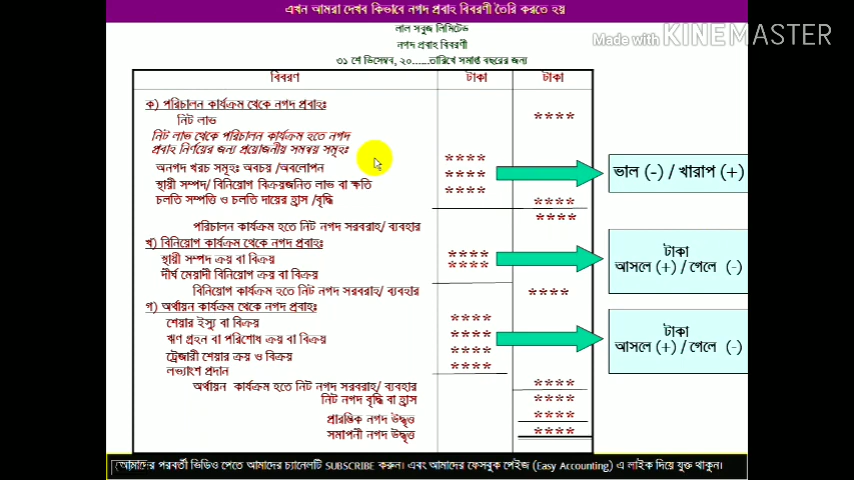 এখন আমরা দেখব কিভাবে নগদ প্রবাহ বিবরণী তৈরি করতে হয়
Made with KINEMASTER
লাল সবুজ লিমিটেড
নগদ প্রবাহ বিবরণী
৩১ শে ডিসেম্বর, ২০.....তারিখে সমাপ্ত বছরের জন্য
বিবরণ টাকা টাকা
ক) পরিচালন কার্যক্রম থেকে নগদ প্রবাহঃ
নিট লাভ ****
নিট লাভ থেকে পরিচালন কার্যক্রম হতে নগদ
প্রবাহ নির্ণয়ের জন্য প্রয়োজনীয় সমন্বয় সমূহঃ
অনগদ খরচ সমূহঃ অবচয় /অবলোপন ****
স্থায়ী সম্পদ/ বিনিয়োগ বিক্রয়জনিত লাভ বা ক্ষতি ****
ভাল (-) / খারাপ (+)
চলতি সম্পত্তি ও চলতি দায়ের হ্রাস /বৃদ্ধি ****
****
****
পরিচালন কার্যক্রম হতে নিট নগদ সরবরাহ/ ব্যবহার
খ) বিনিয়োগ কার্যক্রম থেকে নগদ প্রবাহঃ
স্থায়ী সম্পদ ক্রয় বা বিক্রয় ****
দীর্ঘ মেয়াদী বিনিয়োগ ক্রয় বা বিক্রয় ****
টাকা
আসলে (+) / গেলে (-)
বিনিয়োগ কার্যক্রম হতে নিট নগদ সরবরাহ/ ব্যবহার ****
গ) অর্থায়ন কার্যক্রম থেকে নগদ প্রবাহঃ
শেয়ার ইস্যু বা বিক্রয় ****
ঋণ গ্রহন বা পরিশোধ ক্রয় বা বিক্রয় ****
ট্রেজারী শেয়ার ক্রয় ও বিক্রয় ****
লভ্যাংশ প্রদান ****
টাকা
আসলে (+) / গেলে (-)
অর্থায়ন কার্যক্রম হতে নিট নগদ সরবরাহ/ ব্যবহার ****
নিট নগদ বৃদ্ধি বা হ্রাস ****
প্রারম্ভিক নগদ উদ্ধৃত্ত ****
সমাপনী নগদ উদ্ধৃত্ত ****
আমাদের পরবর্তী ভিডিও পেতে আমাদের চ্যানেলটি SUBSCRIBE করুন। এবং আমাদের ফেসবুক পেইজ (Easy Accounting) এ লাইক দিয়ে যুক্ত থাকুন।